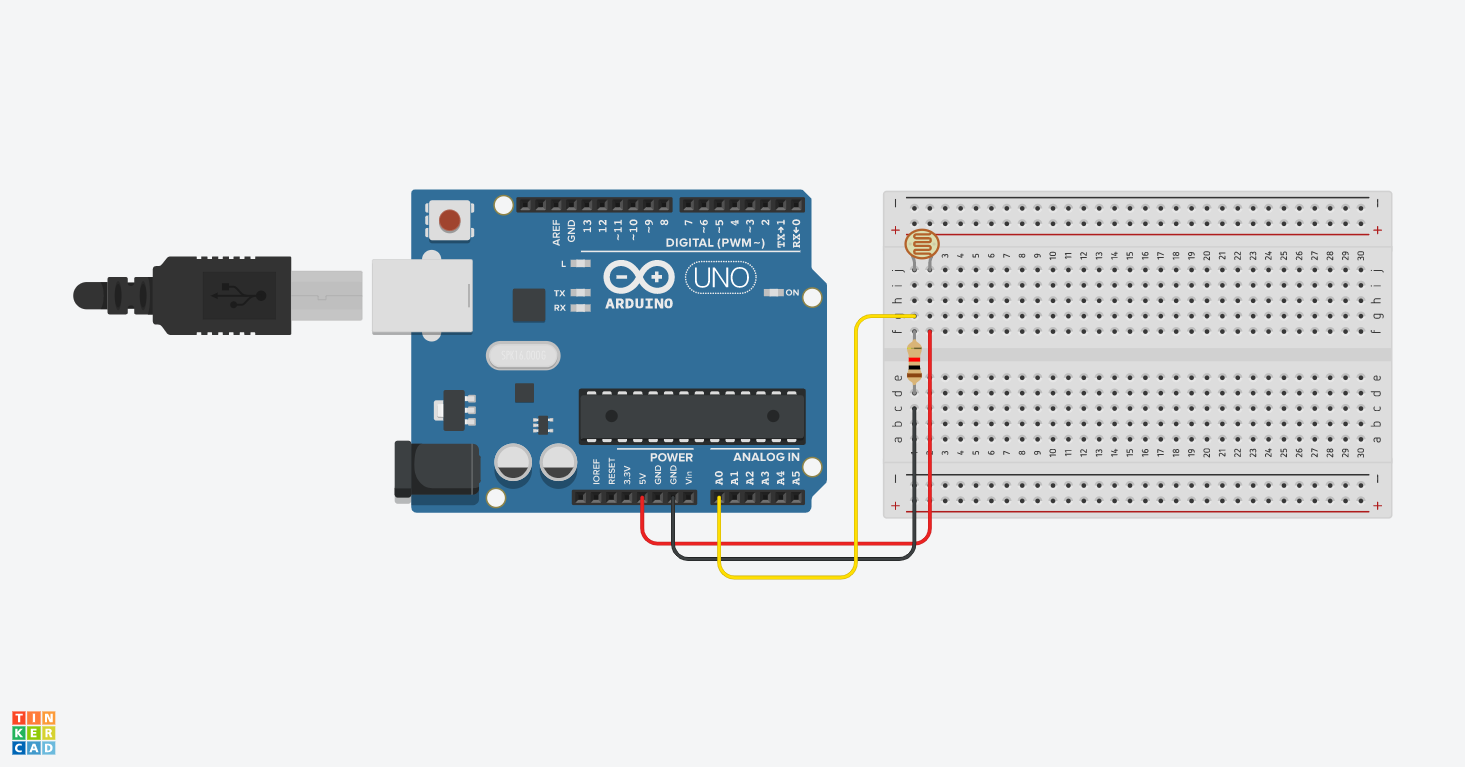 AREF
GND
13
12
~11
~10
~9
8
7
~6
~5
4
~3
2
TX→1
RX←0
DIGITAL (PWM~)
L
TX
RX
ARDUINO
UNO
ON
POWER
ANALOG IN
IOREF
RESET
3.3V
5V
GND
GND
Vin
A0
A1
A2
A3
A4
A5
− −
+ +
3 4 5 6 7 8 9 10 11 12 13 14 15 16 17 18 19 20 21 22 23 24 25 26 27 28 29 30
j j
i i
h h
g g
f f
e e
d d
c c
b b
a a
1 2 3 4 5 6 7 8 9 10 11 12 13 14 15 16 17 18 19 20 21 22 23 24 25 26 27 28 29 30
− −
+ +
TIN
KER
CAD